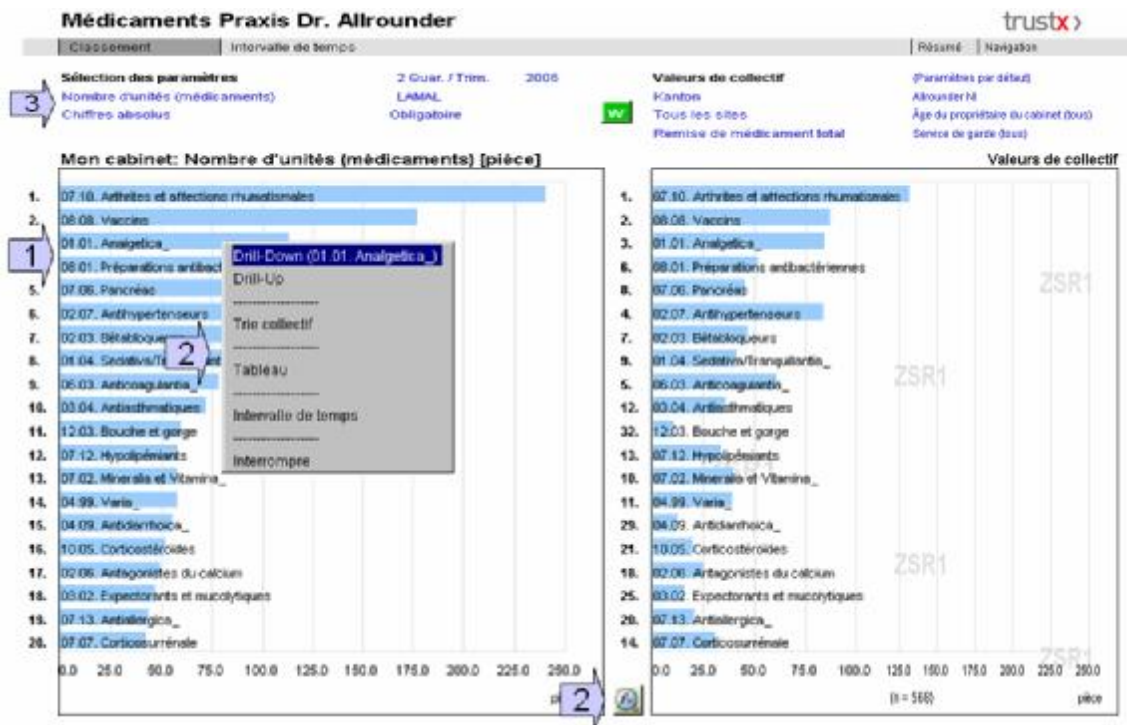 Médicaments Praxis Dr. Allrounder
trustx
Classement Intervalle de temps Résumé Navigation
Sélection des paramètres 2 Quar. / Trim. 2006 Valeurs de collectif (Paramètres par défaut)
3 Nombre d'unités (médicaments) LAMAL Kanton Allrounder NI
Chiffres absolus Obligatoire Tous les sites Âge du propriétaire du cabinet (tous)
Remise de médicament total Service de garde (tous)
Mon cabinet: Nombre d'unités (médicaments) [pièce] Valeurs de collectif
1. 07.10. Arthrites et affections rhumatismales
2. 08.08. Vaccins
1 01.01. Analgetica_
08.01. Préparations antibact
5. 07.06. Pancréas
6. 02.07. Antihypertenseurs
7. 02.03. Bétabloqueurs
8. 01.04. Sedativa/
9. 06.03. Anticoagulantia_
10. 03.04. Antiasthmatiques
11. 12.03. Bouche et gorge
12. 07.12. Hypolipémiants
13. 07.02. Mineralia et Vitamina_
14. 04.99. Varia_
15. 04.09. Antidiarrhoica_
16. 10.05. Corticostéroides
17. 02.06. Antagonistes du calcium
18. 03.02. Expectorants et mucolytiques
19. 07.13. Antiallergica_
20. 07.07. Corticosurrénale
0.0 25.0 50.0 75.0 100.0 125.0 150.0 175.0 200.0 225.0 250.0
2
Drill-Down (01.01. Analgetica_)
Drill-Up
--------------------
Trie collectif
--------------------
2 Tableau
--------------------
Intervalle de temps
--------------------
Interrompre
1. 07.10. Arthrites et affections rhumatismales
2. 08.08. Vaccins
3. 01.01. Analgetica_
6. 08.01. Préparations antibactériennes
8. 07.06. Pancréas
4. 02.07. Antihypertenseurs
7. 02.03. Bétabloqueurs
9. 01.04. Sedativa/Tranquilantia_
5. 06.03. Anticoagulantia_
12. 03.04. Antiasthmatiques
32. 12.03. Bouche et gorge
13. 07.12. Hypolipémiants
10. 07.02. Mineralia et Vitamina_
11. 04.99. Varia_
29. 04.09. Antidiarrhoica_
21. 10.05. Corticostéroides
18. 02.06. Antagonistes du calcium
25. 03.02. Expectorants et mucolytiques
20. 07.13. Antiallergica_
14. 07.07. Corticosurrénale
ZSR1
ZSR1
ZSR1
ZSR1
0.0 25.0 50.0 75.0 100.0 125.0 150.0 175.0 200.0 225.0 250.0
(n = 568) pièce